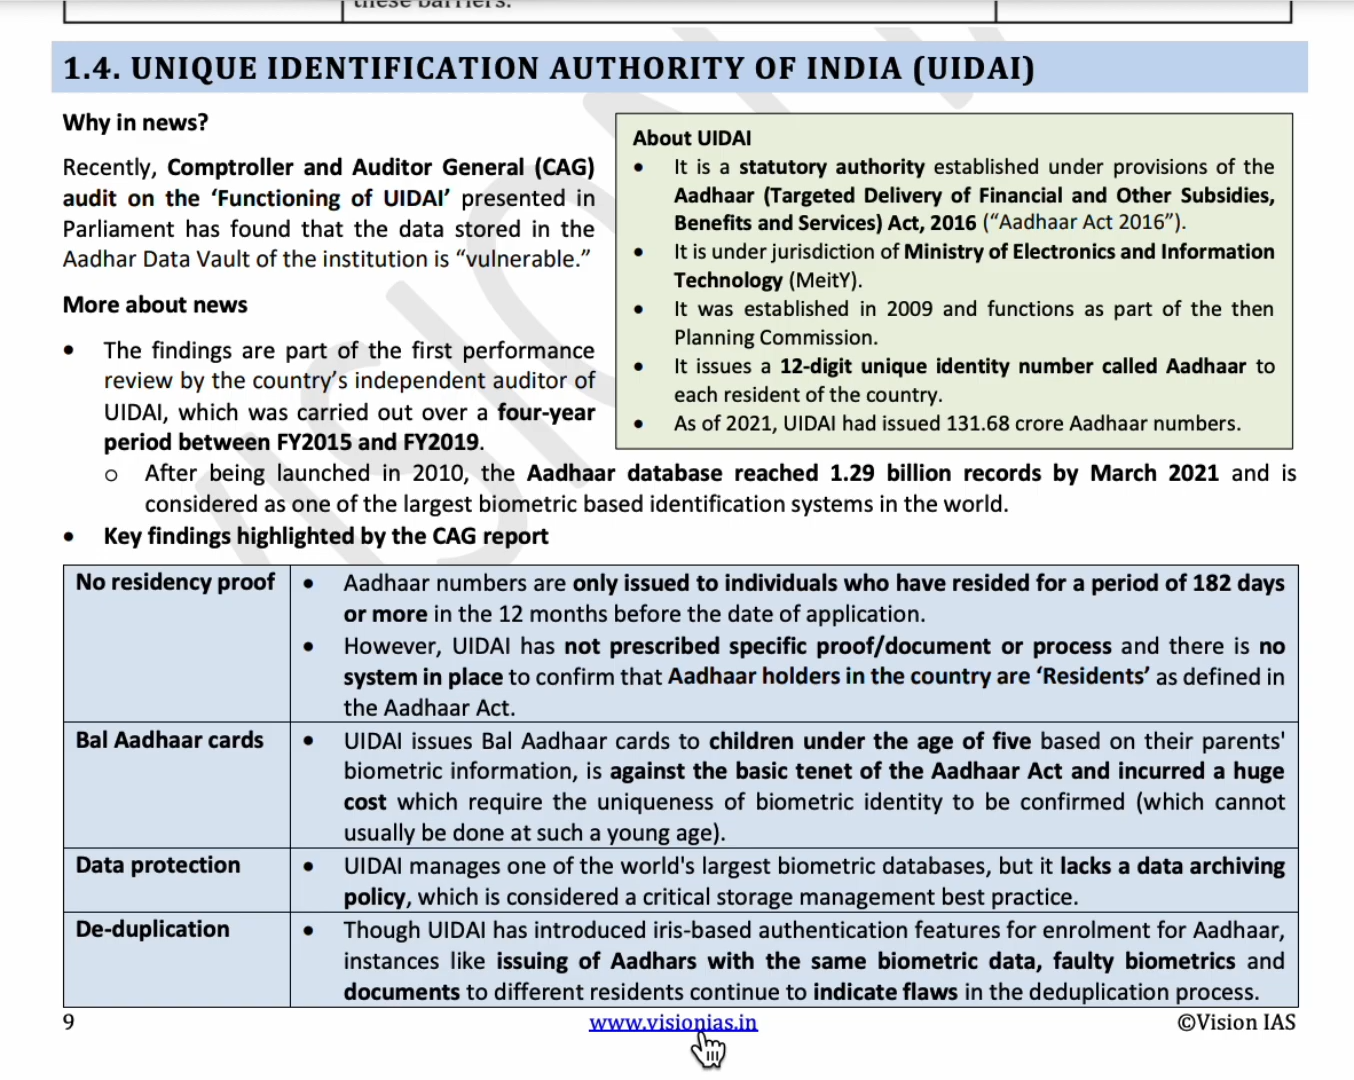 these barriers.
1.4. UNIQUE IDENTIFICATION AUTHORITY OF INDIA (UIDAI)
Why in news?
Recently, Comptroller and Auditor General (CAG)
audit on the ‘Functioning of UIDAI’ presented in
Parliament has found that the data stored in the
Aadhar Data Vault of the institution is “vulnerable.”
More about news
• The findings are part of the first performance
review by the country’s independent auditor of
UIDAI, which was carried out over a four-year
period between FY2015 and FY2019.
About UIDAI
• It is a statutory authority established under provisions of the
Aadhaar (Targeted Delivery of Financial and Other Subsidies,
Benefits and Services) Act, 2016 (“Aadhaar Act 2016”).
• It is under jurisdiction of Ministry of Electronics and Information
Technology (MeitY).
• It was established in 2009 and functions as part of the then
Planning Commission.
• It issues a 12-digit unique identity number called Aadhaar to
each resident of the country.
• As of 2021, UIDAI had issued 131.68 crore Aadhaar numbers.
o After being launched in 2010, the Aadhaar database reached 1.29 billion records by March 2021 and is
considered as one of the largest biometric based identification systems in the world.
• Key findings highlighted by the CAG report
No residency proof
• Aadhaar numbers are only issued to individuals who have resided for a period of 182 days
or more in the 12 months before the date of application.
• However, UIDAI has not prescribed specific proof/document or process and there is no
system in place to confirm that Aadhaar holders in the country are ‘Residents’ as defined in
the Aadhaar Act.
Bal Aadhaar cards
• UIDAI issues Bal Aadhaar cards to children under the age of five based on their parents'
biometric information, is against the basic tenet of the Aadhaar Act and incurred a huge
cost which require the uniqueness of biometric identity to be confirmed (which cannot
usually be done at such a young age).
Data protection
• UIDAI manages one of the world's largest biometric databases, but it lacks a data archiving
policy, which is considered a critical storage management best practice.
De-duplication
• Though UIDAI has introduced iris-based authentication features for enrolment for Aadhaar,
instances like issuing of Aadhars with the same biometric data, faulty biometrics and
documents to different residents continue to indicate flaws in the deduplication process.
9
www.visionias.in
©Vision IAS